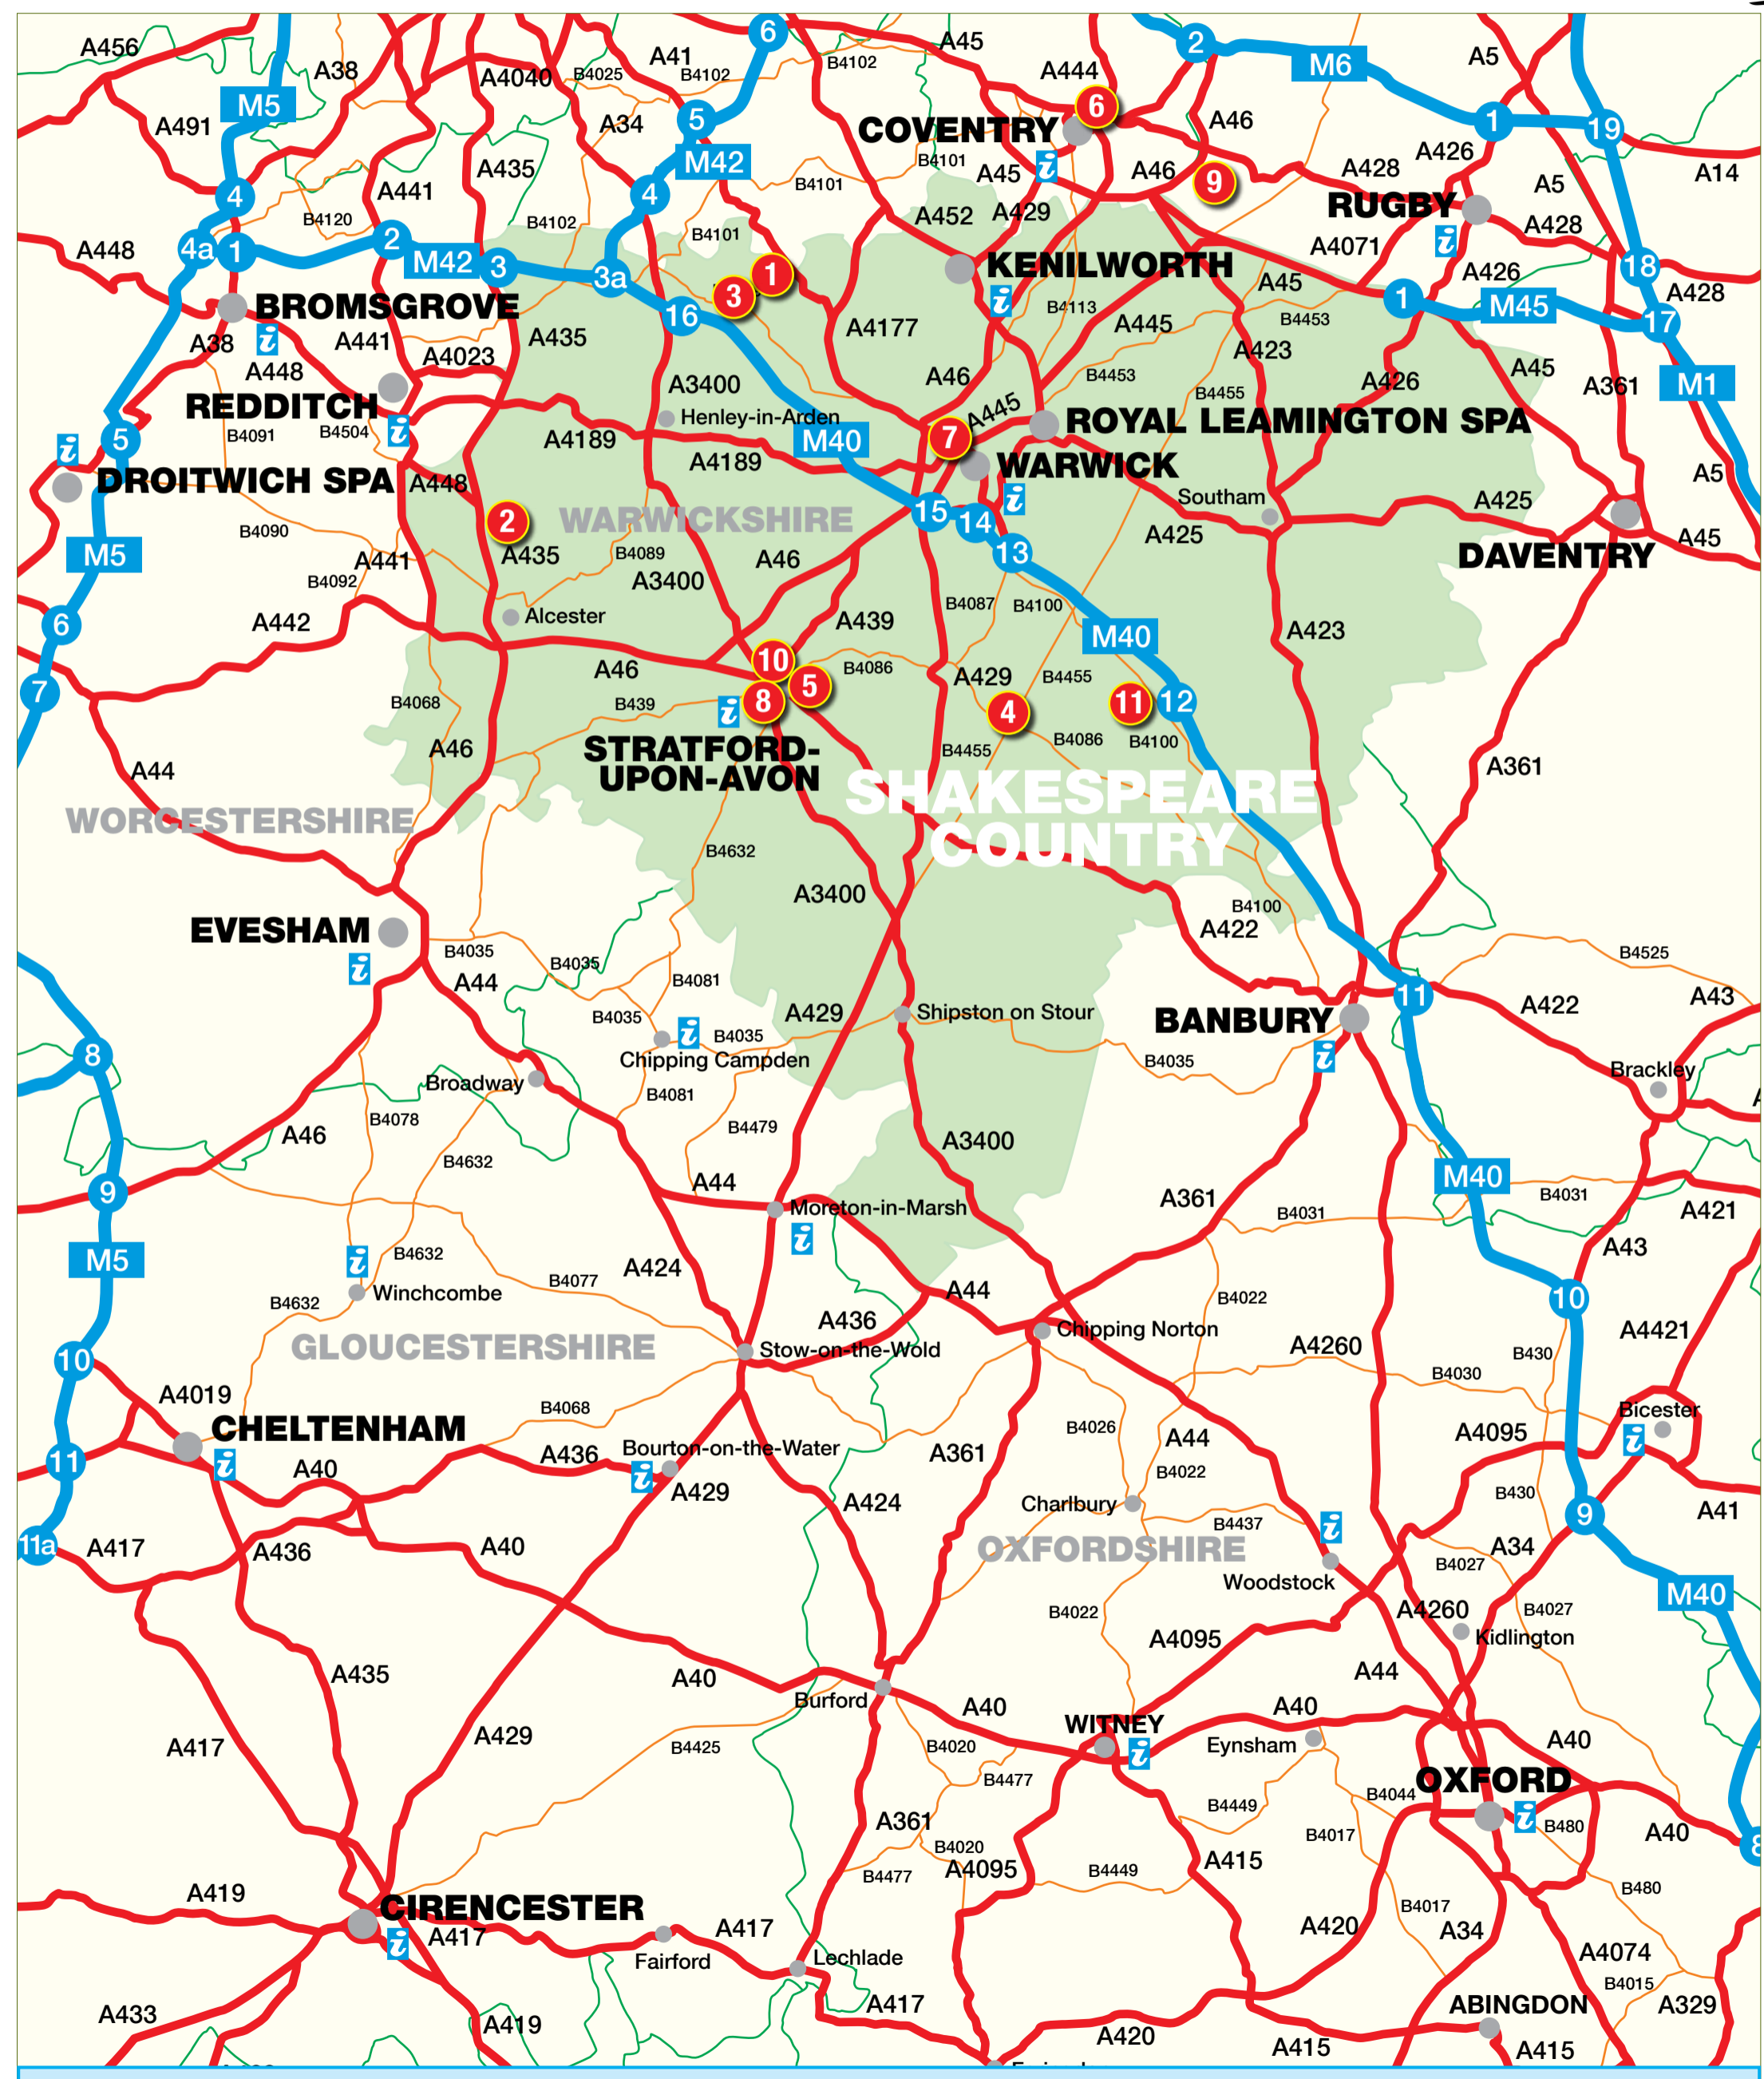 A456
A38
A4040
B4025
A41
B4102
6
B4102
A45
A444
2
M6
A5
M5
A491
A34
5
M42
COVENTRY
6
A46
1
19
A435
A441
4
B4101
B4101
A45
A46
9
A428
A426
A5
A14
4
B4120
B4102
B4101
A452
A429
RUGBY
A428
A448
4a
1
2
M42
3
3a
3
1
KENILWORTH
A4071
A426
18
A428
BROMSGROVE
16
B4113
A45
B4453
1
M45
17
A38
A441
A435
A4177
A445
A423
A448
A4023
A3400
A46
B4453
B4455
A426
A45
A361
M1
REDDITCH
Henley-in-Arden
A445
ROYAL LEAMINGTON SPA
5
B4091
B4504
A4189
M40
7
A4189
WARWICK
DROITWICH SPA
A448
Southam
A425
A5
2
WARWICKSHIRE
15
14
13
A425
DAVENTRY
A45
B4090
M5
A441
A435
B4089
A46
B4092
A3400
6
A442
Alcester
A439
B4087
B4100
M40
A423
7
A46
10
5
8
B4086
A429
B4455
4
11
12
B4068
B439
A46
STRATFORD-
UPON-AVON
B4455
B4086
B4100
A44
A361
SHAKESPEARE
COUNTRY
WORCESTERSHIRE
B4632
A3400
B4100
A422
EVESHAM
B4035
B4035
B4081
B4525
A44
11
A422
A43
B4035
A429
Shipston on Stour
BANBURY
8
B4035
Chipping Campden
B4035
Brackley
Broadway
B4081
B4078
A46
B4479
A3400
B4632
A44
M40
B4031
9
Moreton-in-Marsh
A361
B4031
A421
M5
B4632
A424
A43
B4077
Winchcombe
B4632
A44
B4022
10
A436
Chipping Norton
GLOUCESTERSHIRE
Stow-on-the-Wold
A4260
A4421
B430
10
B4030
A4019
B4068
Bicester
CHELTENHAM
B4026
A44
A4095
A436
Bourton-on-the-Water
A361
11
A40
B4022
A429
A424
Charlbury
B430
9
A41
B4437
11a
A417
A436
A40
OXFORDSHIRE
A34
B4027
Woodstock
M40
B4022
A4260
B4027
A4095
Kidlington
A435
A40
A44
Burford
A40
A40
A417
A429
WITNEY
B4425
B4020
Eynsham
A40
B4477
OXFORD
B4044
B4449
A361
B4017
B480
A40
8
B4020
A4095
B4477
B4449
A415
A419
B480
CIRENCESTER
B4017
A417
A417
A420
A34
Fairford
Lechlade
A4074
B4015
A433
A417
ABINGDON
A329
A419
A420
A415
A415